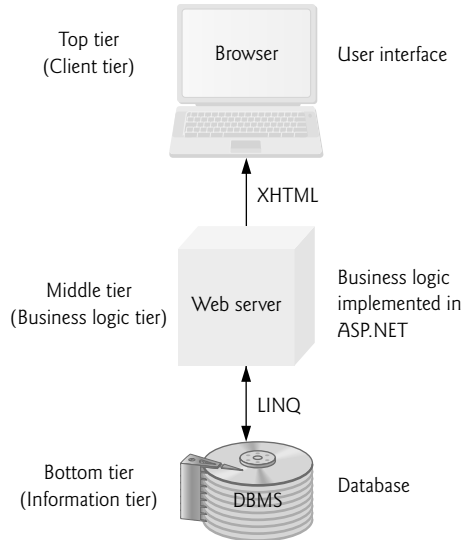 Top tier
(Client tier)
Browser
User interface
XHTML
Middle tier
(Business logic tier)
Web server
Business logic
implemented in
ASP.NET
LINQ
Bottom tier
(Information tier)
DBMS
Database